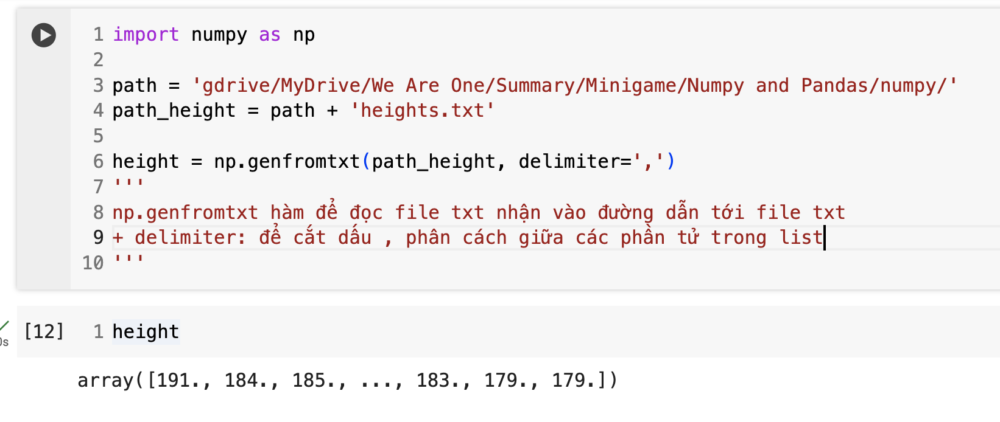 1 import numpy as np
2
3 path = 'gdrive/MyDrive/We Are One/Summary/Minigame/Numpy and Pandas/numpy/'
4 path_height = path + 'heights.txt'
5
6 height = np.genfromtxt(path_height, delimiter=',')
7 '''
8 np.genfromtxt hàm để đọc file txt nhận vào đường dẫn tới file txt
9 + delimiter: để cắt dấu , phân cách giữa các phần tử trong list
10 '''
[12] 1 height
0s
array([191., 184., 185., ..., 183., 179., 179.])